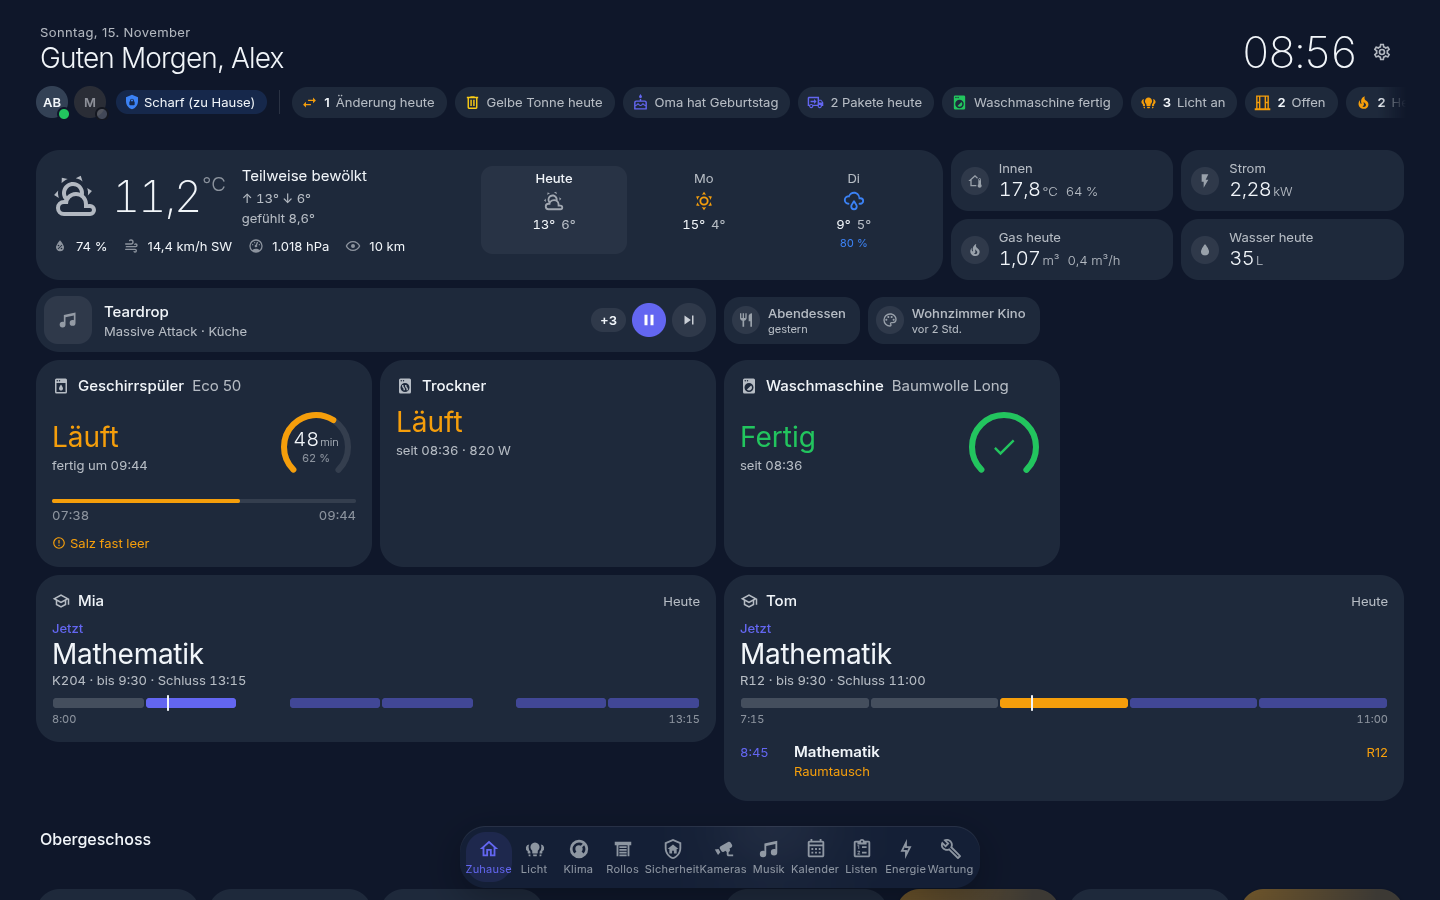 Sonntag, 15. November
Guten Morgen, Alex
08:56
AB
M
Scharf (zu Hause)
1 Änderung heute
Gelbe Tonne heute
Oma hat Geburtstag
2 Pakete heute
Waschmaschine fertig
3 Licht an
2 Offen
2
11,2 °C
Teilweise bewölkt
↑ 13° ↓ 6°
gefühlt 8,6°
74 %
14,4 km/h SW
1.018 hPa
10 km
Heute
13° 6°
Mo
15° 4°
Di
9° 5°
80 %
Innen
17,8 °C 64 %
Strom
2,28 kW
Gas heute
1,07 m³ 0,4 m³/h
Wasser heute
35 L
Teardrop
Massive Attack · Küche
+3
Abendessen
gestern
Wohnzimmer Kino
vor 2 Std.
Geschirrspüler Eco 50
Läuft
fertig um 09:44
48 min
62 %
07:38
09:44
Salz fast leer
Trockner
Läuft
seit 08:36 · 820 W
Waschmaschine Baumwolle Long
Fertig
seit 08:36
Mia
Heute
Jetzt
Mathematik
K204 · bis 9:30 · Schluss 13:15
8:00
13:15
Tom
Heute
Jetzt
Mathematik
R12 · bis 9:30 · Schluss 11:00
7:15
11:00
8:45
Mathematik
R12
Raumtausch
Obergeschoss
Zuhause
Licht
Klima
Rollos
Sicherheit
Kameras
Musik
Kalender
Listen
Energie
Wartung